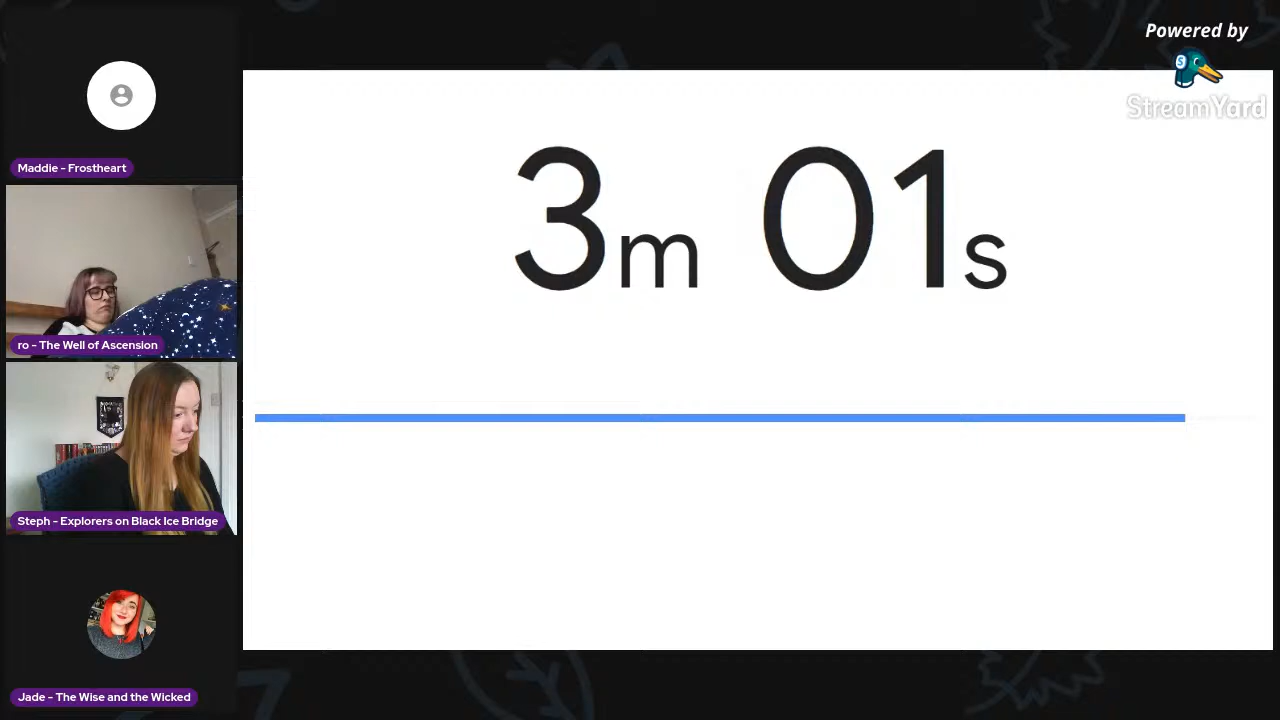 Powered by
StreamYard
Maddie - Frostheart
3m 01s
ro - The Well of Ascension
Steph - Explorers on Black Ice Bridge
Jade - The Wise and the Wicked